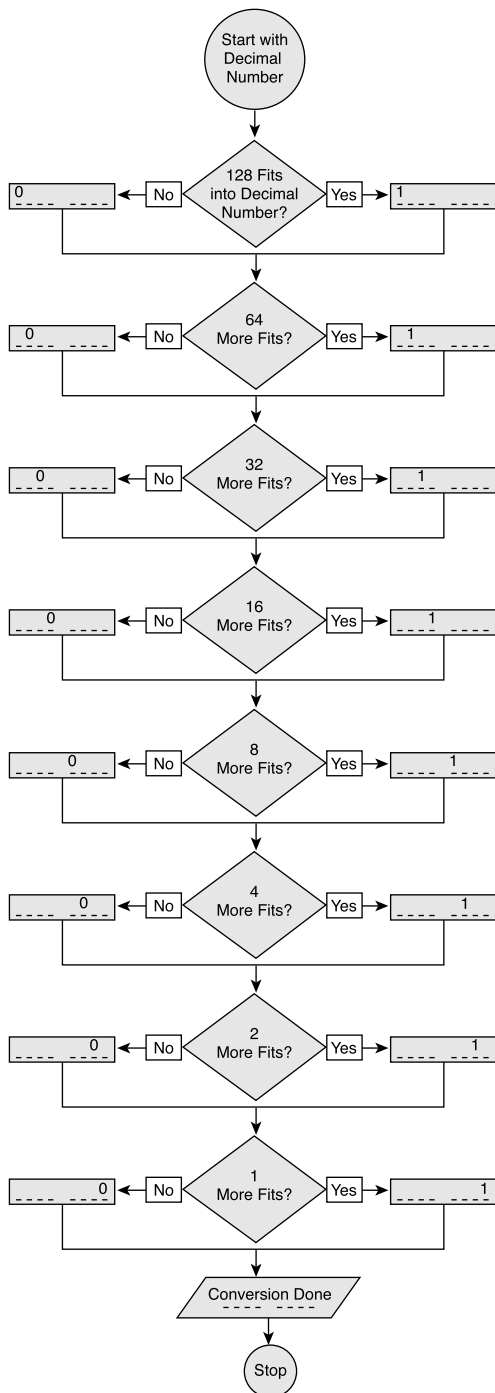 Start with
Decimal
Number
128 Fits
into Decimal
Number?
No
Yes
0
_ _ _ _  _ _ _ _
1
_ _ _ _  _ _ _ _
64
More Fits?
No
Yes
0
_ _ _ _  _ _ _ _
1
_ _ _ _  _ _ _ _
32
More Fits?
No
Yes
0
_ _ _ _  _ _ _ _
1
_ _ _ _  _ _ _ _
16
More Fits?
No
Yes
0
_ _ _ _  _ _ _ _
1
_ _ _ _  _ _ _ _
8
More Fits?
No
Yes
0
_ _ _ _  _ _ _ _
1
_ _ _ _  _ _ _ _
4
More Fits?
No
Yes
0
_ _ _ _  _ _ _ _
1
_ _ _ _  _ _ _ _
2
More Fits?
No
Yes
0
_ _ _ _  _ _ _ _
1
_ _ _ _  _ _ _ _
1
More Fits?
No
Yes
0
_ _ _ _  _ _ _ _
1
_ _ _ _  _ _ _ _
Conversion Done
_ _ _ _  _ _ _ _
Stop